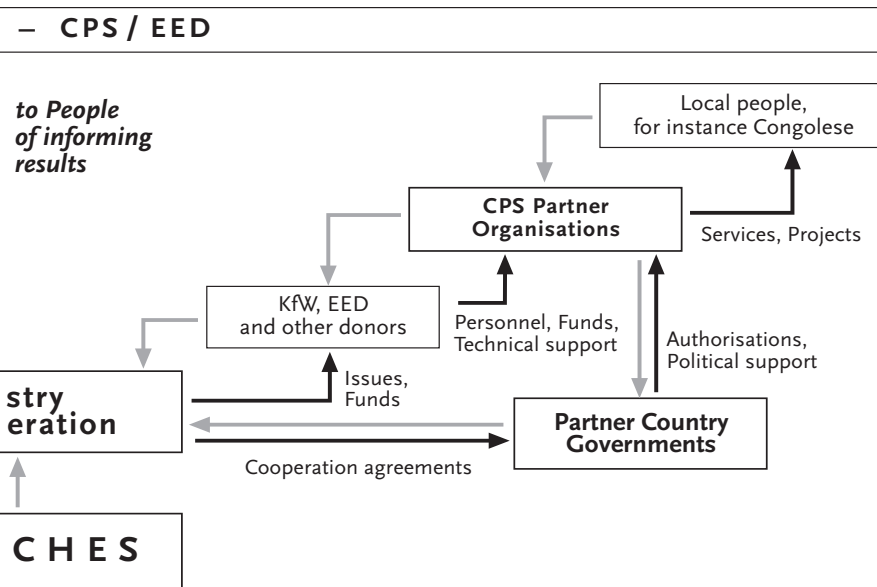 – CPS / EED
to People
of informing
results
Local people,
for instance Congolese
CPS Partner
Organisations
Services, Projects
KfW, EED
and other donors
Personnel, Funds,
Technical support
Authorisations,
Political support
Issues,
Funds
stry
eration
Partner Country
Governments
Cooperation agreements
CHES